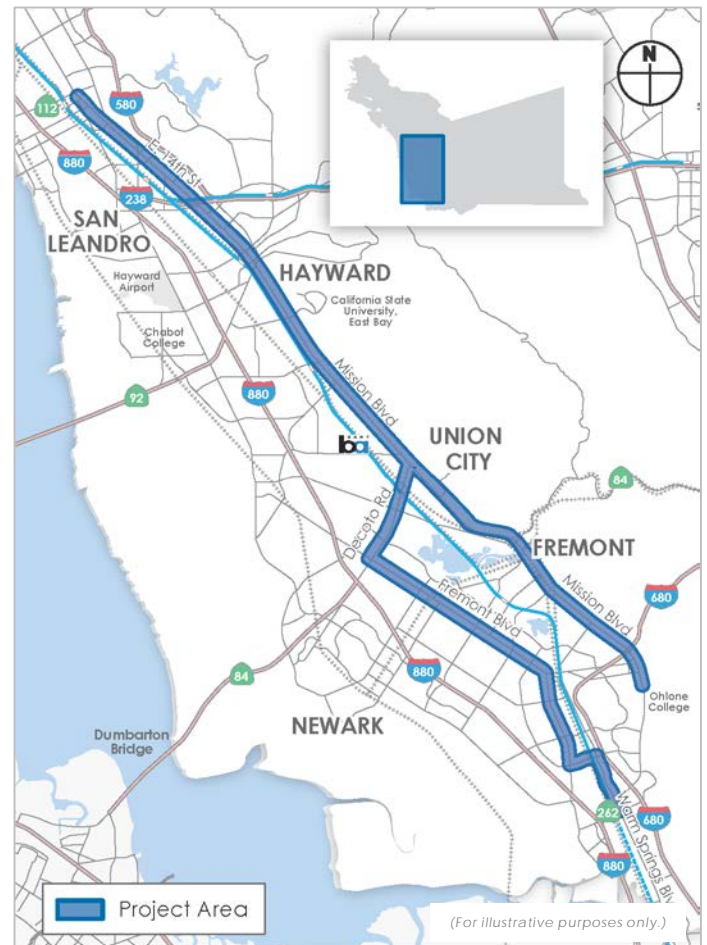 N
580
112
E 14th St
880
238
SAN
LEANDRO
HAYWARD
Hayward
Airport
California State
University,
East Bay
Chabot
College
Mission Blvd
92
880
ba
UNION
CITY
84
Decoto Rd
FREMONT
Fremont Blvd
Mission Blvd
680
84
880
Ohlone
College
NEWARK
Dumbarton
Bridge
262
Warm Springs Blv
680
880
Project Area
(For illustrative purposes only.)